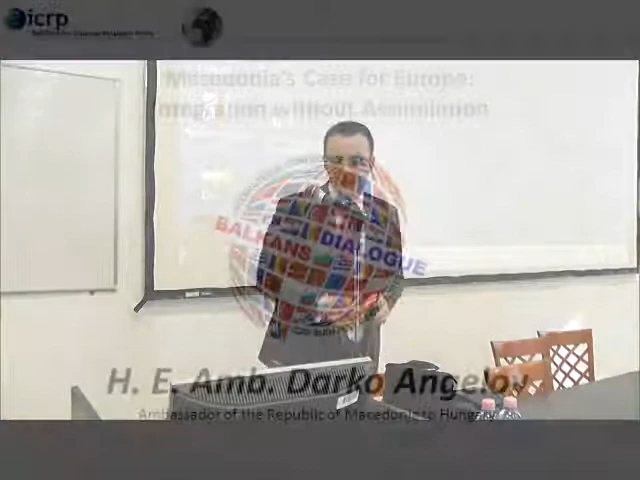 icrp
Macedonia's Case for Europe:
Integration without Assimilation
BALKANS
DIALOGUE
H. E. Amb. Darko Angelov
Ambassador of the Republic of Macedonia to Hungary